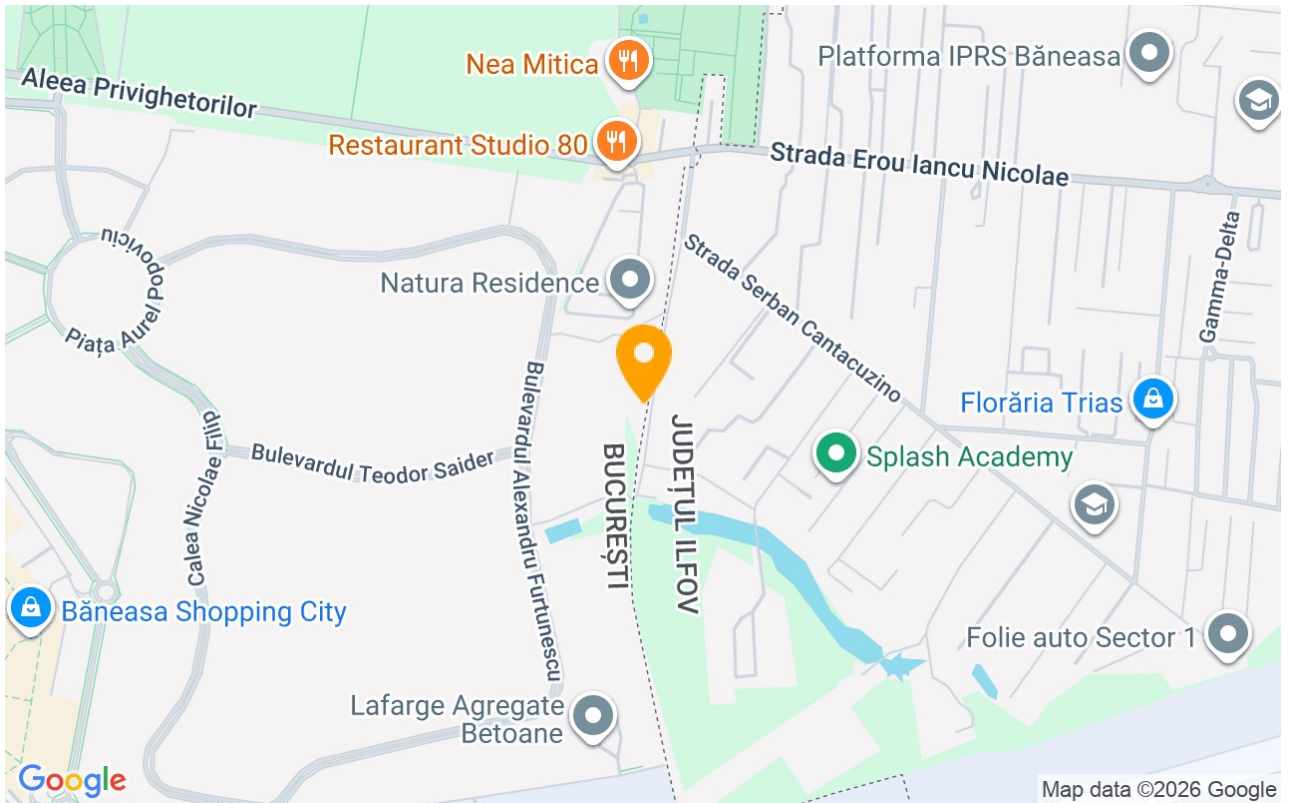 Nea Mitica
Platforma IPRS Băneasa
Aleea Privighetorilor
Restaurant Studio 80
Strada Erou Iancu Nicolae
Piața Aurel Popoviciu
Natura Residence
Strada Serban Cantacuzino
Gamma-Delta
Bulevardul Alexandru Furtunescu
Florăria Trias
Calea Nicolae Filip
Bulevardul Teodor Saider
BUCUREȘTI
JUDEȚUL ILFOV
Splash Academy
Băneasa Shopping City
Folie auto Sector 1
Lafarge Agregate
Betoane
Google
Map data ©2026 Google